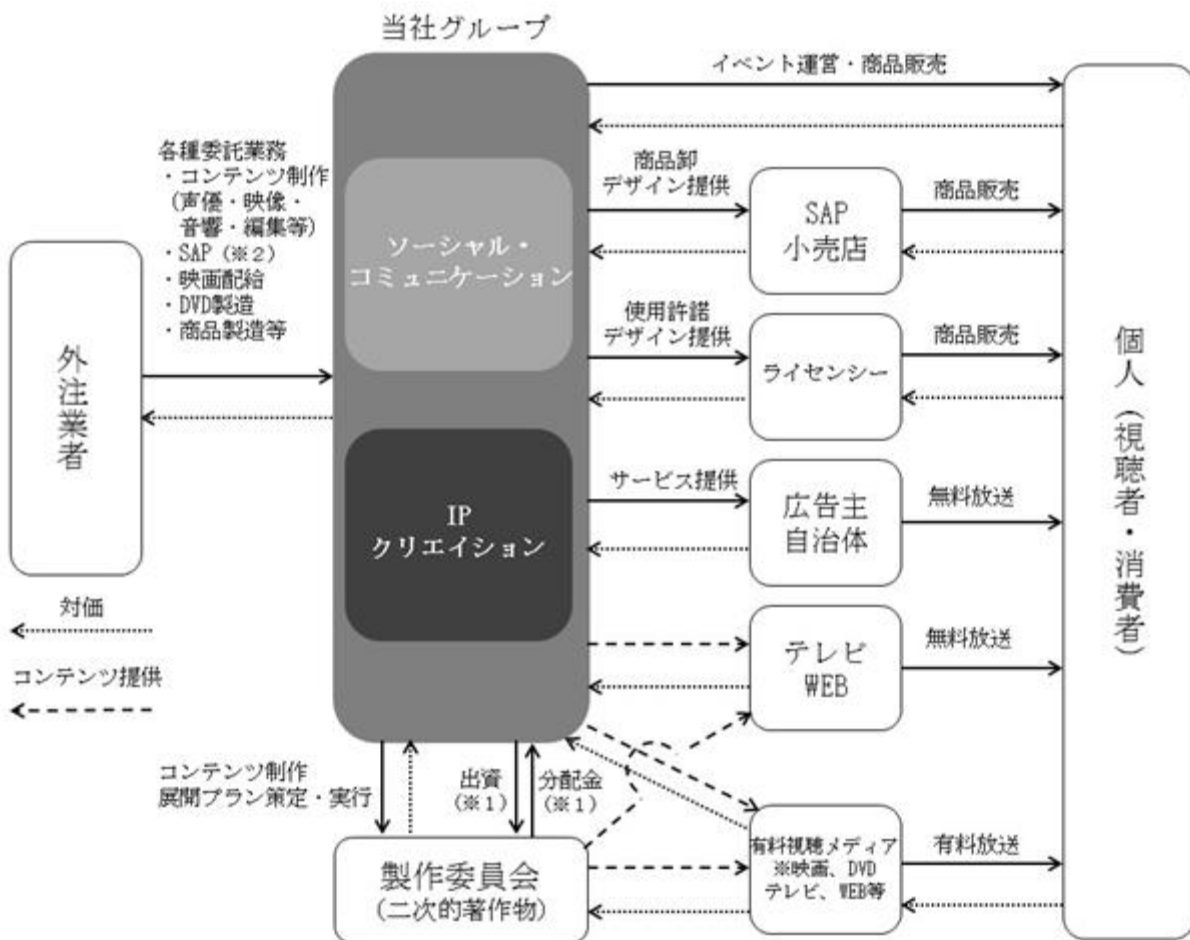 当社グループ
イベント運営・商品販売
各種委託業務
・コンテンツ制作
(声優・映像・
音響・編集等)
・SAP (※2)
・映画配給
・DVD製造
・商品製造等
外注業者
対価
コンテンツ提供
ソーシャル・
コミュニケーション
IP
クリエイション
商品卸
デザイン提供
SAP
小売店
商品販売
使用許諾
デザイン提供
ライセンシー
商品販売
サービス提供
広告主
自治体
無料放送
テレビ
WEB
無料放送
コンテンツ制作
展開プラン策定・実行
出資
(※1)
分配金
(※1)
製作委員会
(二次的著作物)
有料視聴メディア
※映画、DVD
テレビ、WEB等
有料放送
個人(視聴者・消費者)